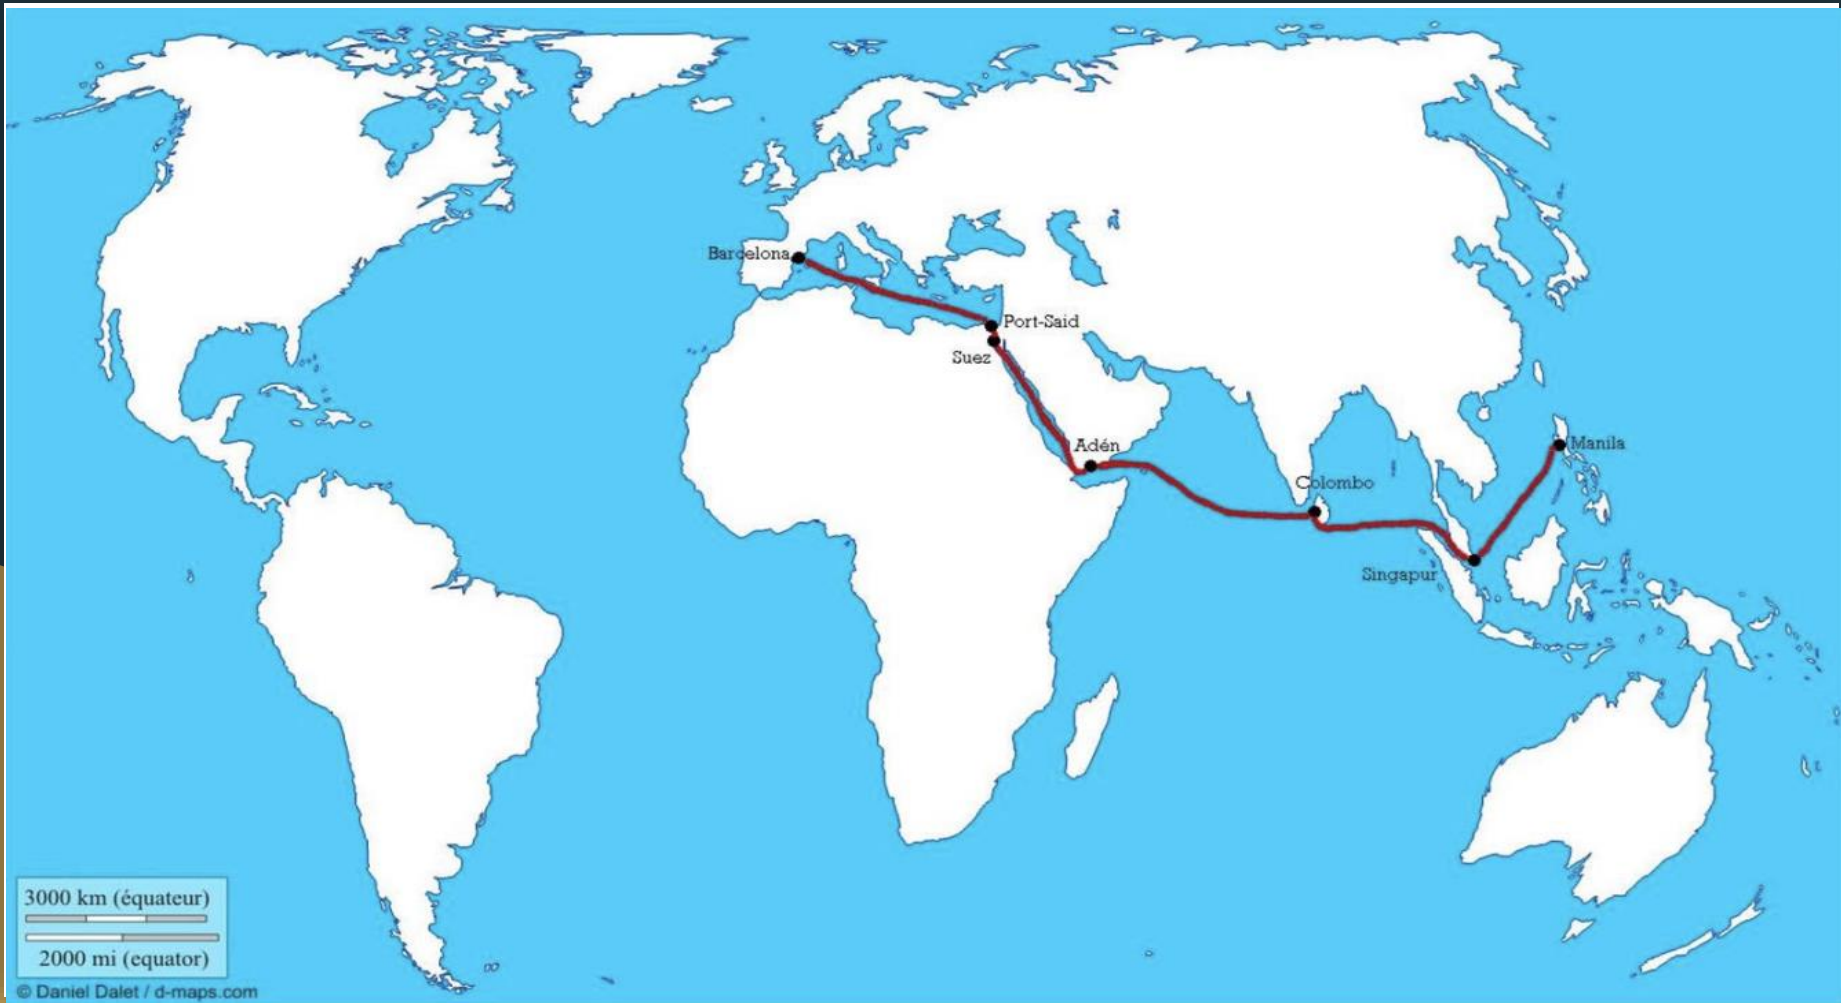 Barcelona
Port-Said
Suez
Adén
Manila
Colombo
Singapur
3000 km (équateur)
2000 mi (equator)
© Daniel Dalet / d-maps.com